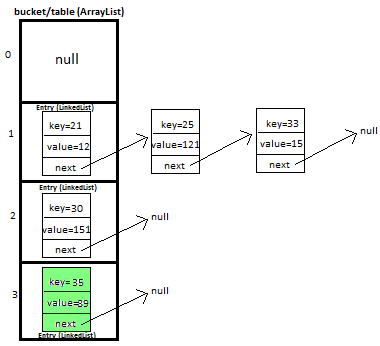 bucket/table (ArrayList)
0
null
Entry (LinkedList)
1
key=21
value=12
next
key=25
value=121
next
key=33
value=15
next
null
Entry (LinkedList)
2
key=30
value=151
next
null
3
key=35
value=89
next
null
Entry (LinkedList)